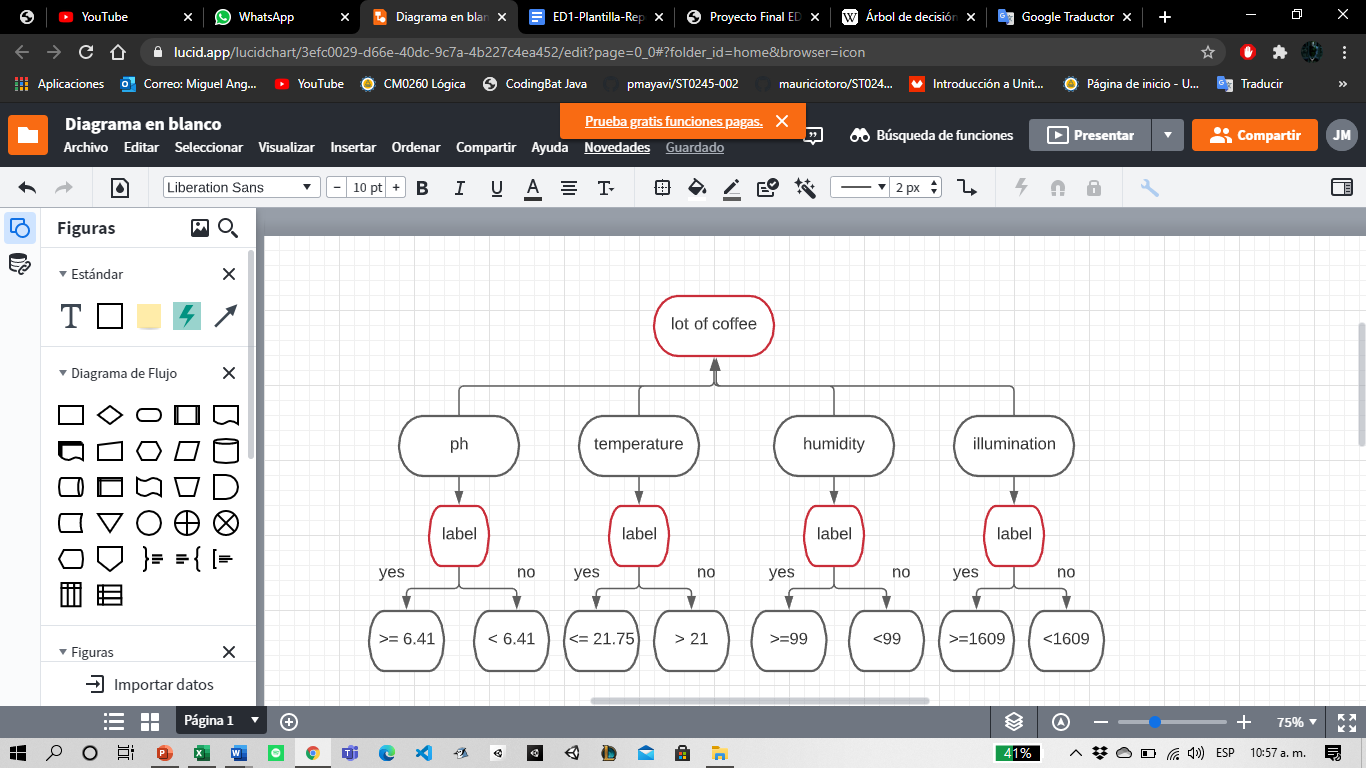 YouTube
WhatsApp
Diagrama en blan
ED1-Plantilla-Rep
Proyecto Final ED
Árbol de decisión
Google Traductor
lucid.app/lucidchart/3efc0029-d66e-40dc-9c7a-4b227c4ea452/edit?page=0_0#?folder_id=home&browser=icon
Aplicaciones
Correo: Miguel Ang...
YouTube
CM0260 Lógica
CodingBat Java
pmayavi/ST0245-002
mauriciotoro/ST024...
Introducción a Unit...
Página de inicio - U...
Traducir
»
Diagrama en blanco
Prueba gratis funciones pagas.
Búsqueda de funciones
Presentar
Compartir
JM
Archivo Editar Seleccionar Visualizar Insertar Ordenar Compartir Ayuda Novedades Guardado
Liberation Sans
− 10 pt +
B I U A T
2 px
Figuras
Estándar
T
Diagrama de Flujo
Figuras
Importar datos
lot of coffee
ph temperature humidity illumination
label label label label
yes no yes no yes no yes no
>= 6.41 < 6.41 <= 21.75 > 21 >=99 <99 >=1609 <1609
Página 1
75%
41%
ESP
10:57 a. m.